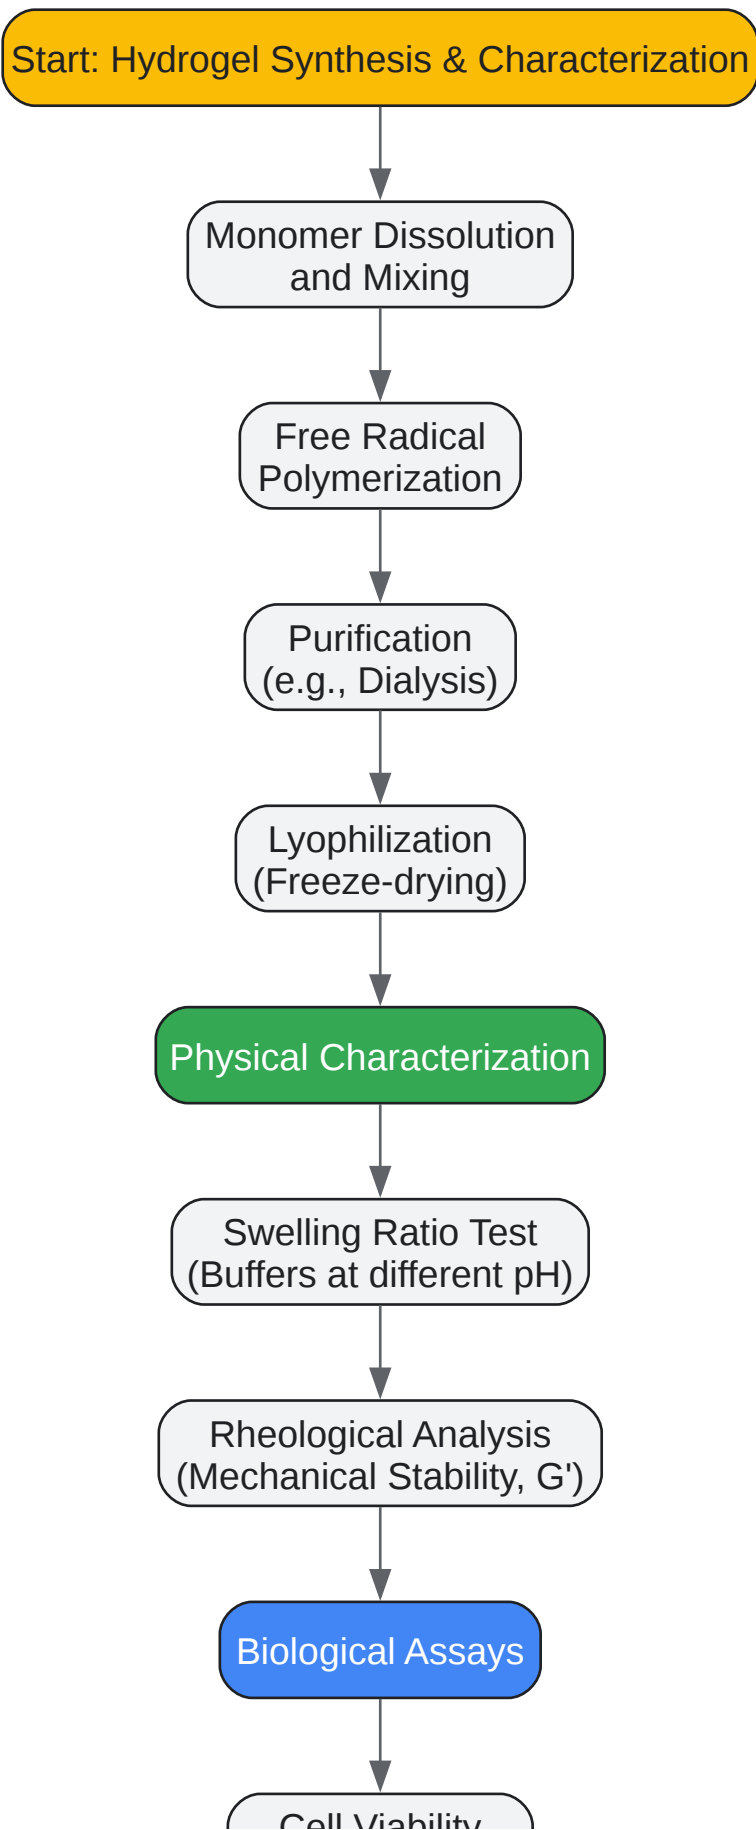 Start: Hydrogel Synthesis & Characterization
Monomer Dissolution
and Mixing
Free Radical
Polymerization
Purification
(e.g., Dialysis)
Lyophilization
(Freeze-drying)
Physical Characterization
Swelling Ratio Test
(Buffers at different pH)
Rheological Analysis
(Mechanical Stability, G')
Biological Assays
Cell Viability